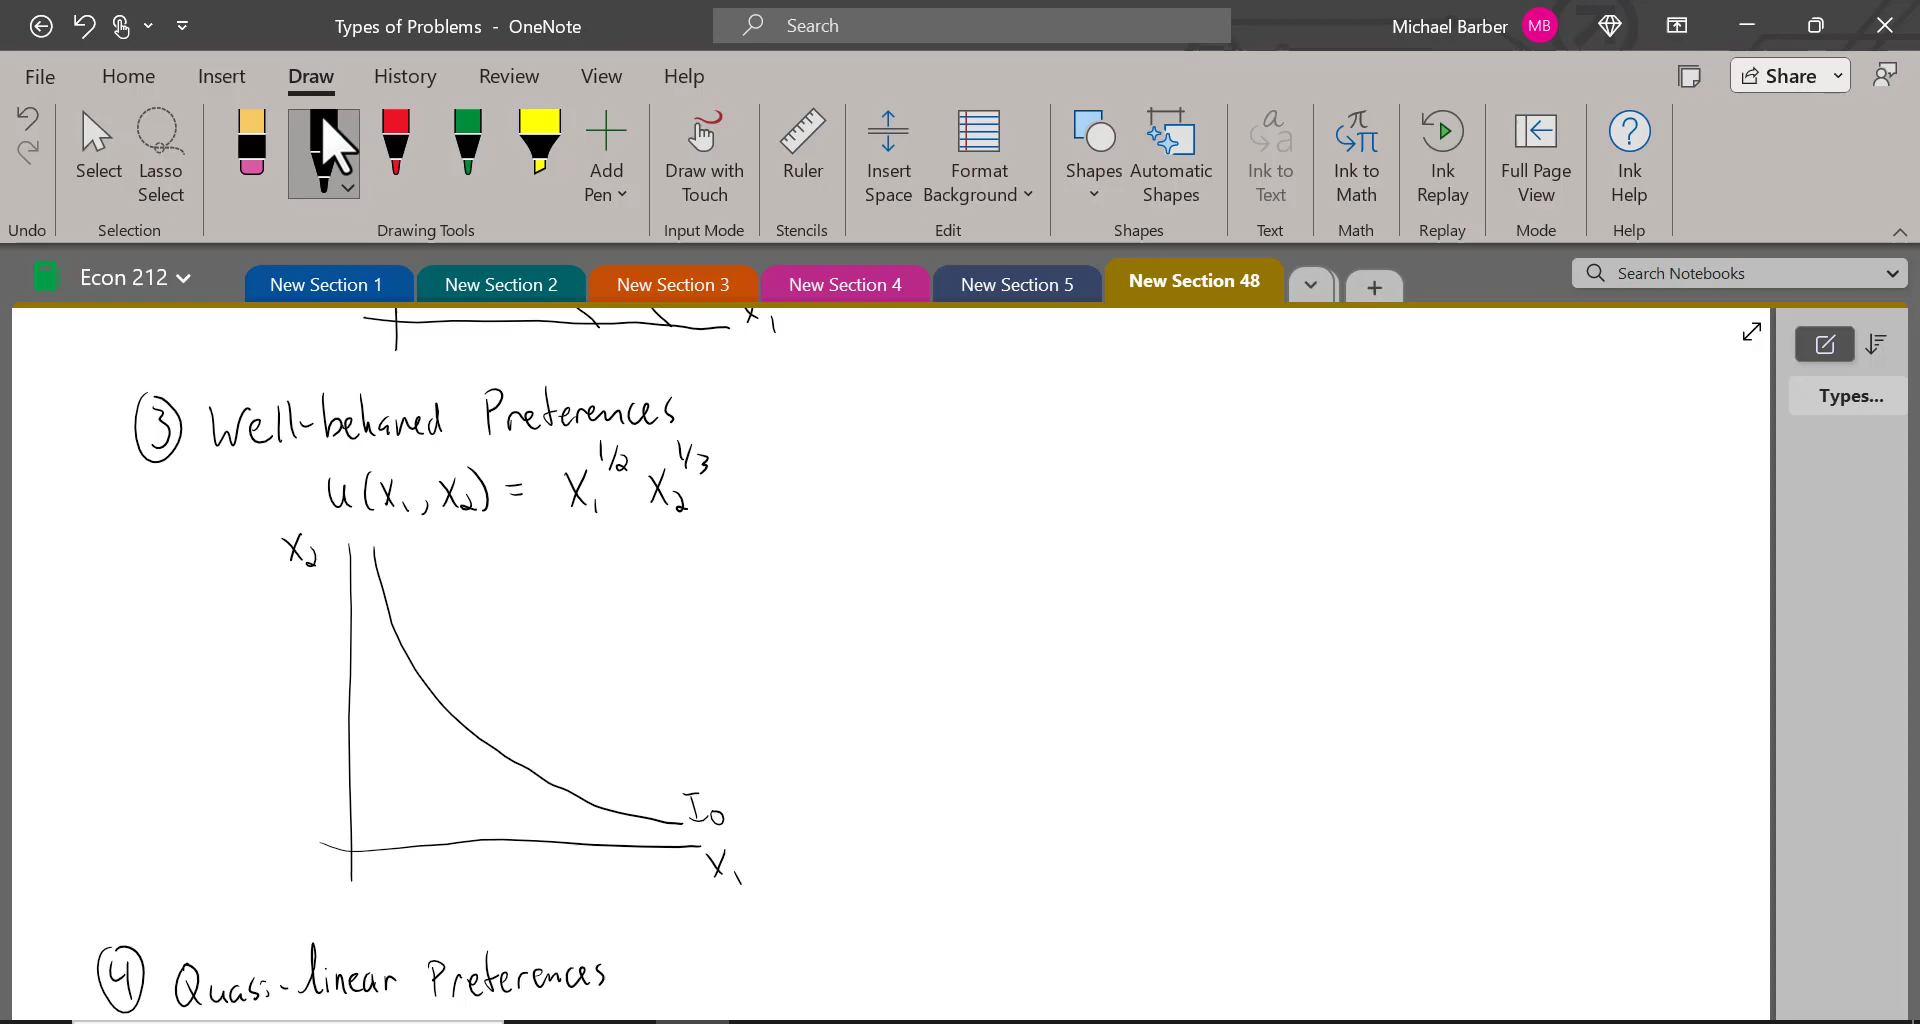 Types of Problems - OneNote
Search
Michael Barber
MB
File
Home
Insert
Draw
History
Review
View
Help
Share
Select
Lasso Select
Add Pen
Draw with Touch
Ruler
Insert Space
Format Background
Shapes
Automatic Shapes
Ink to Text
Ink to Math
Ink Replay
Full Page View
Ink Help
Undo
Selection
Drawing Tools
Input Mode
Stencils
Edit
Shapes
Text
Math
Replay
Mode
Help
Econ 212
New Section 1
New Section 2
New Section 3
New Section 4
New Section 5
New Section 48
Search Notebooks
Types...
x₁
③ Well-behaved Preferences
u(x₁, x₂) = x₁^1/2 x₂^1/3
x₂
I₀
x₁
④ Quasi-linear Preferences